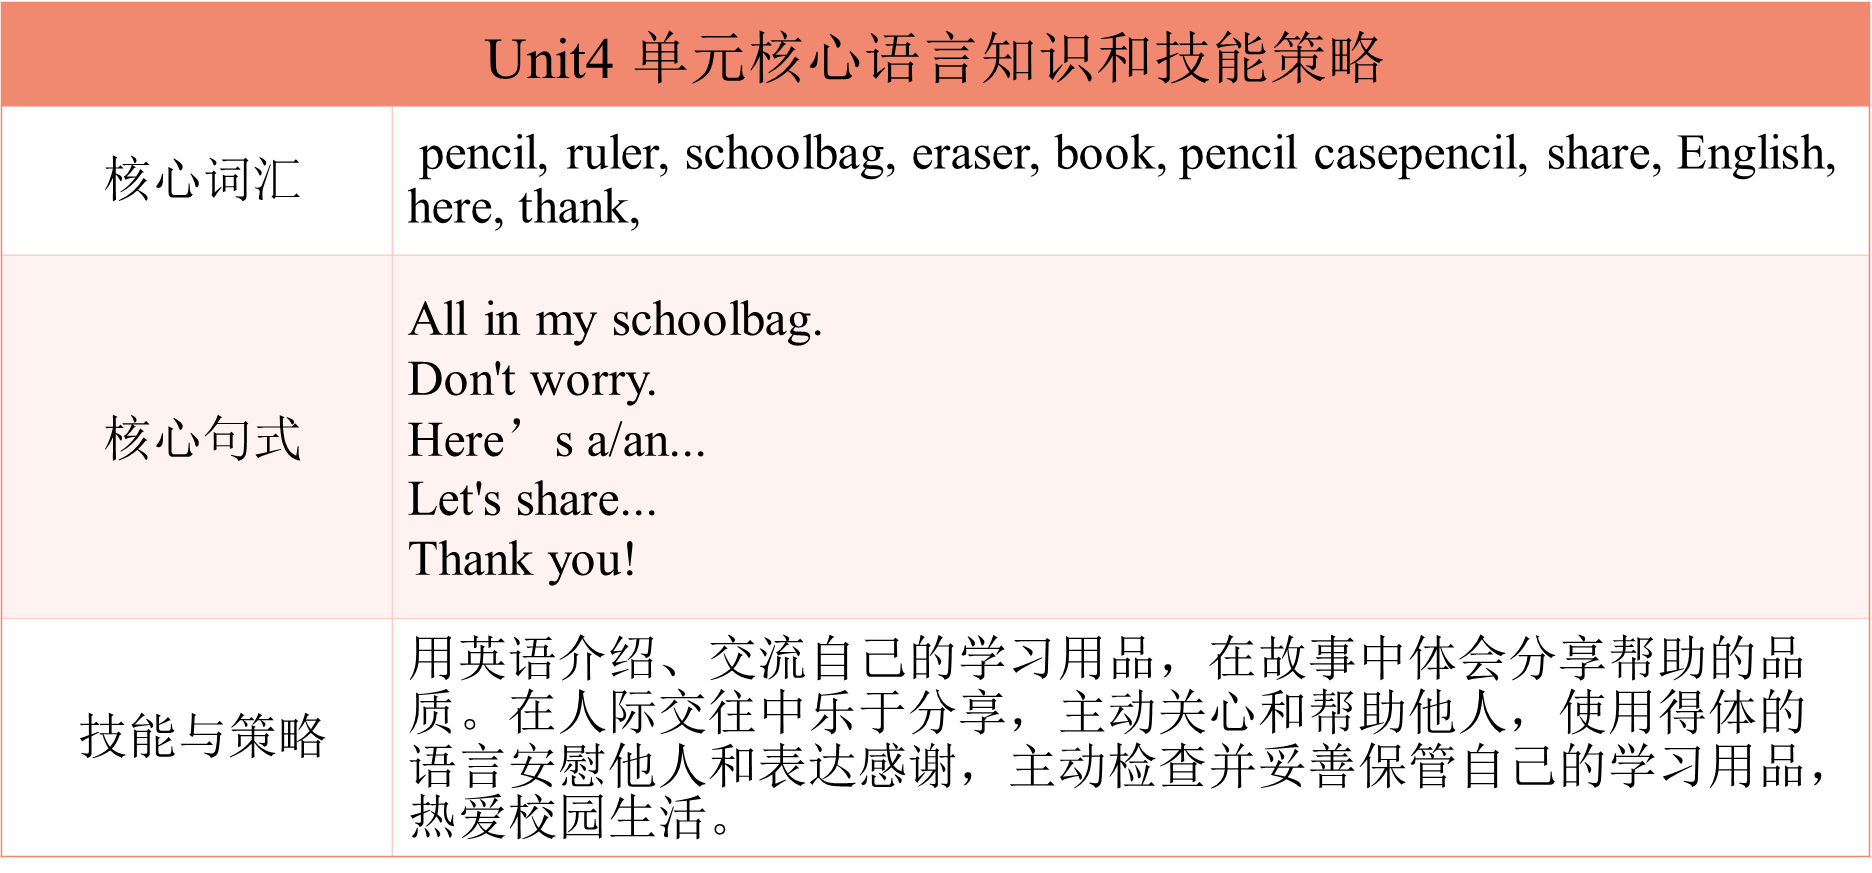 Unit4 单元核心语言知识和技能策略
核心词汇
pencil, ruler, schoolbag, eraser, book, pencil casepencil, share, English,
here, thank,
核心句式
All in my schoolbag.
Don't worry.
Here’s a/an...
Let's share...
Thank you!
技能与策略
用英语介绍、交流自己的学习用品，在故事中体会分享帮助的品
质。在人际交往中乐于分享，主动关心和帮助他人，使用得体的
语言安慰他人和表达感谢，主动检查并妥善保管自己的学习用品，
热爱校园生活。